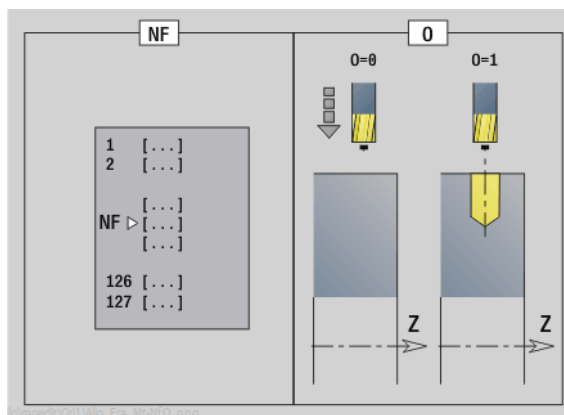 NF
1 [...]
2 [...]
[...]
NF [...]
[...]
126 [...]
127 [...]
O
O=0 O=1
Z Z